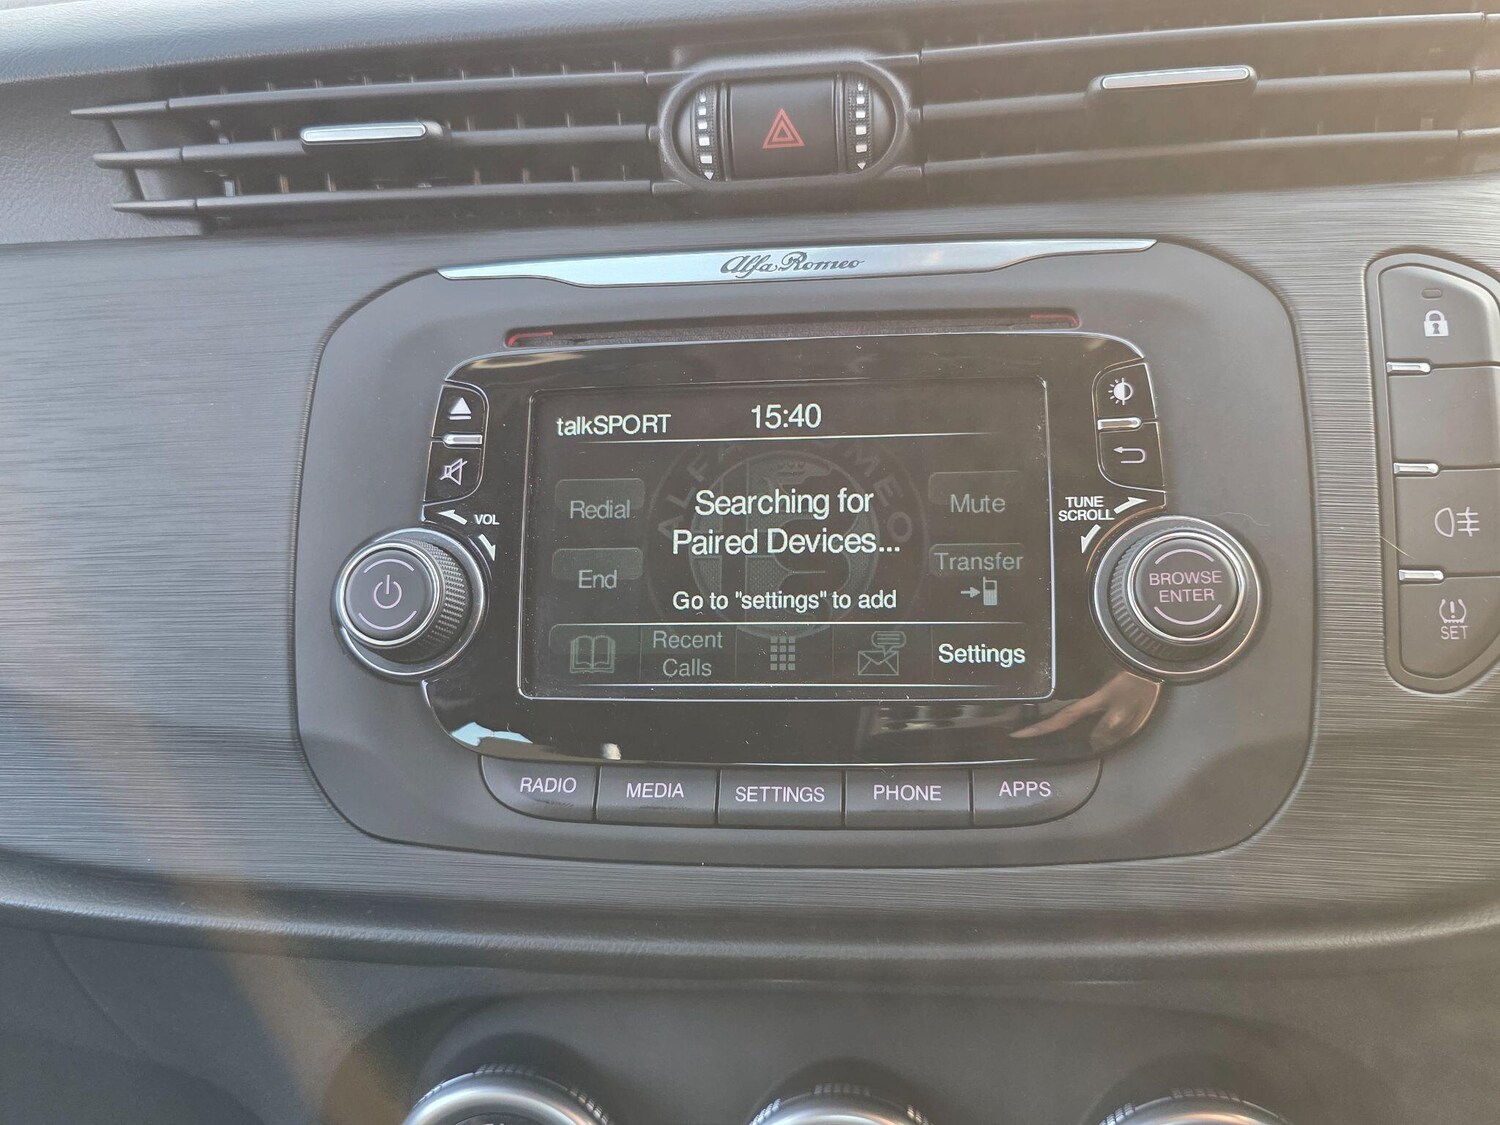 Alfa Romeo
talkSPORT 15:40
Redial
Searching for
Paired Devices...
Mute
End
Transfer
Go to "settings" to add
Recent
Calls
Settings
VOL
TUNE
SCROLL
BROWSE
ENTER
RADIO
MEDIA
SETTINGS
PHONE
APPS
SET